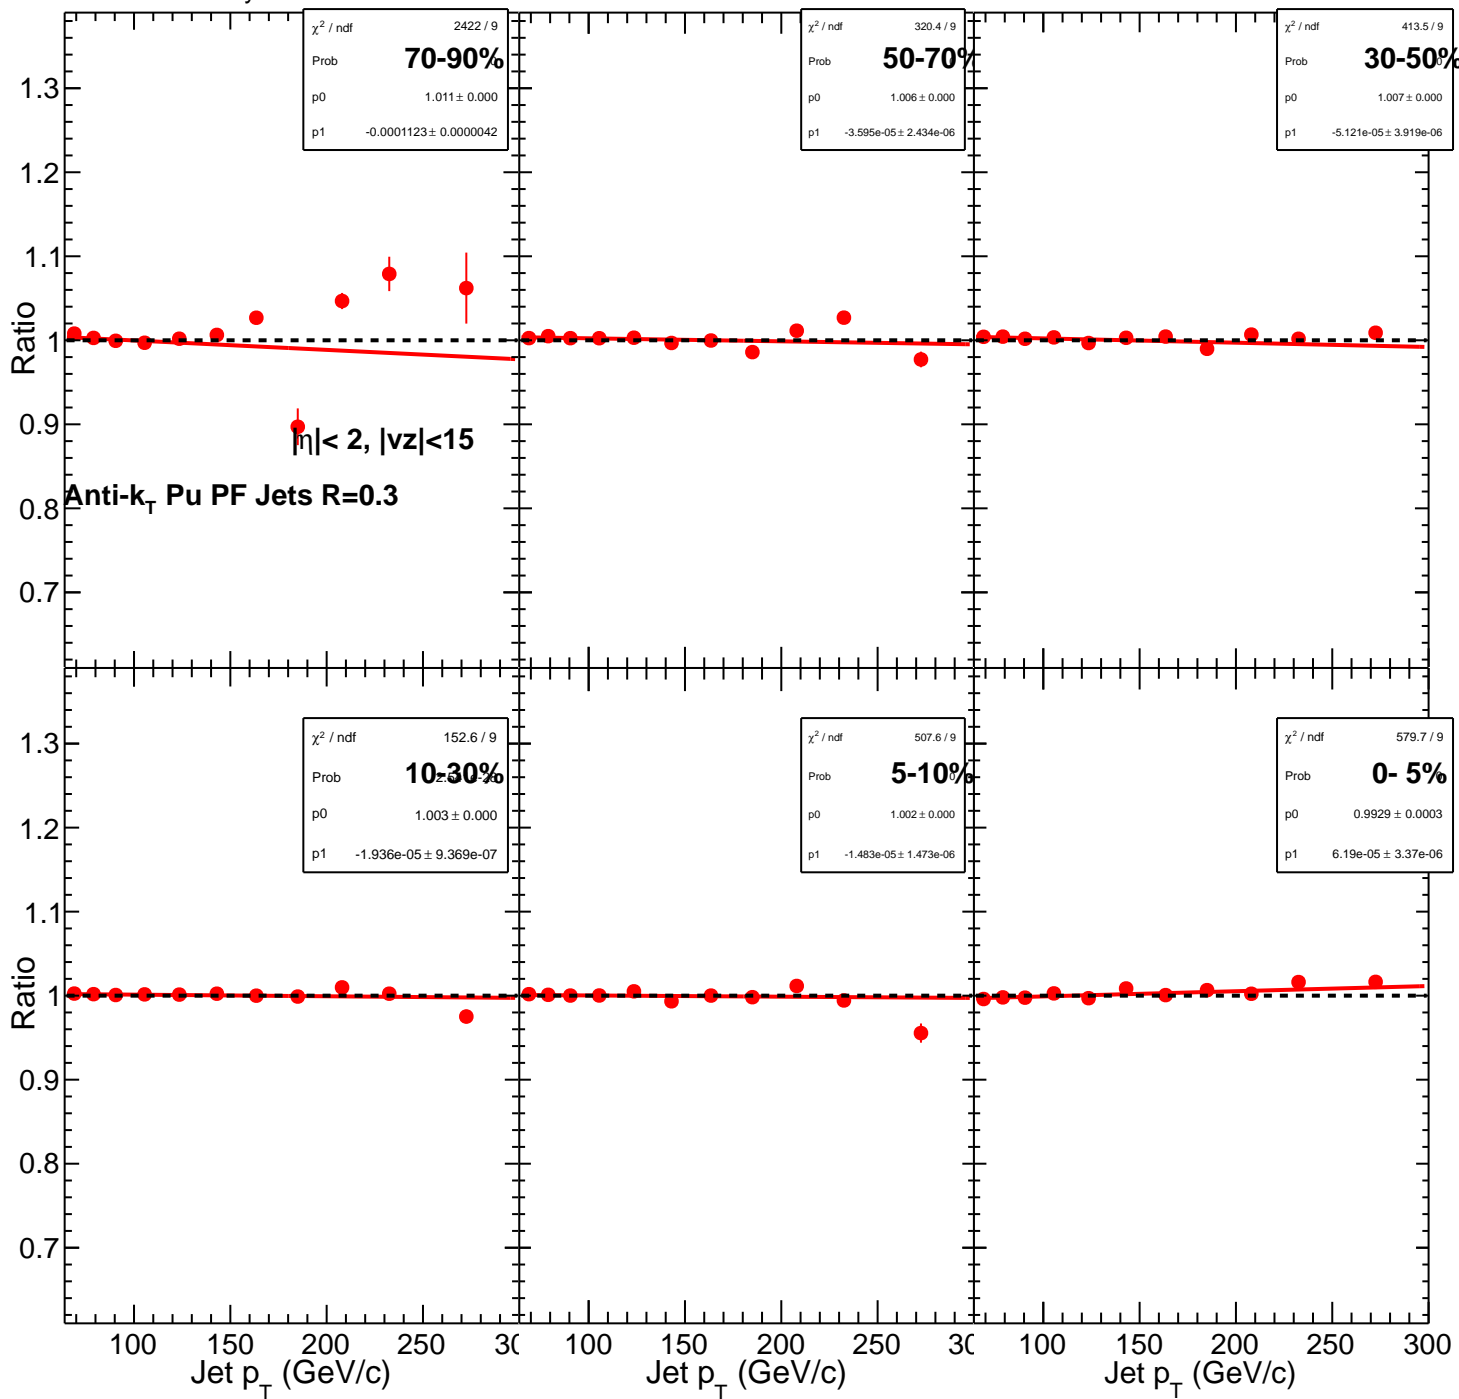 χ² / ndf 2422 / 9
Prob
70-90%
p0 1.011 ± 0.000
p1 -0.0001123 ± 0.0000042
χ² / ndf 320.4 / 9
Prob
50-70%
p0 1.006 ± 0.000
p1 -3.595e-05 ± 2.434e-06
χ² / ndf 413.5 / 9
Prob
30-50%
p0 1.007 ± 0.000
p1 -5.121e-05 ± 3.919e-06
1.3
1.2
1.1
1
0.9
0.8
0.7
Ratio
|η|< 2, |vz|<15
Anti-k_T Pu PF Jets R=0.3
χ² / ndf 152.6 / 9
Prob
10-30%
p0 1.003 ± 0.000
p1 -1.936e-05 ± 9.369e-07
χ² / ndf 507.6 / 9
Prob 0
5-10%
p0 1.002 ± 0.000
p1 -1.483e-05 ± 1.473e-06
χ² / ndf 579.7 / 9
Prob
0- 5%
p0 0.9929 ± 0.0003
p1 6.19e-05 ± 3.37e-06
1.3
1.2
1.1
1
0.9
0.8
0.7
Ratio
100 150 200 250 30
100 150 200 250 30
100 150 200 250 300
Jet p_T (GeV/c)
Jet p_T (GeV/c)
Jet p_T (GeV/c)